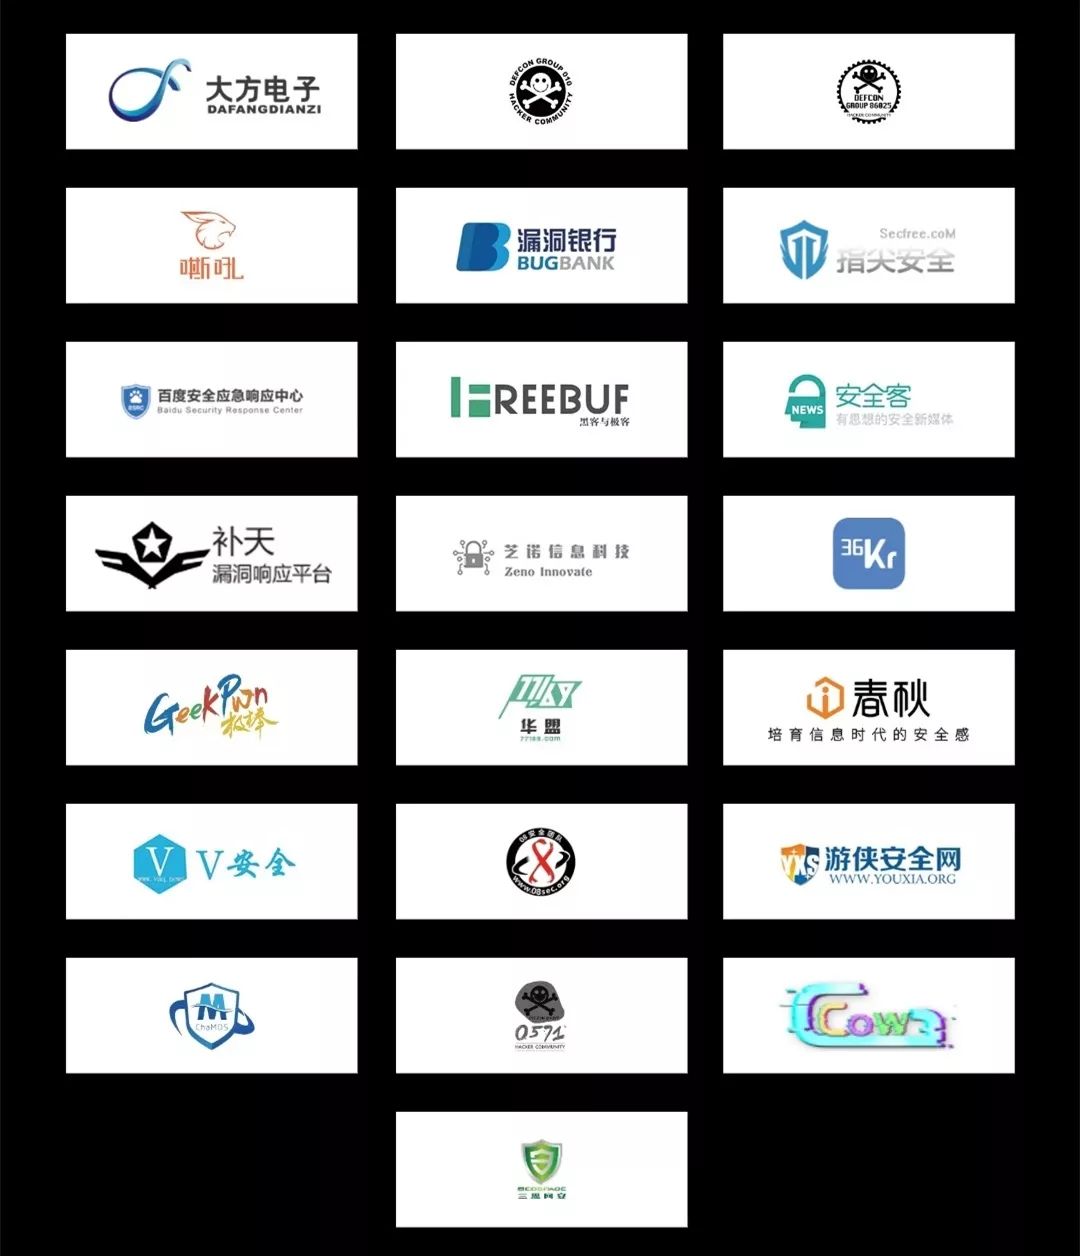 大方电子
DAFANGDIANZI
DEFCON GROUP 010
HACKER COMMUNITY
DEFCON
GROUP 86025
HACKER COMMUNITY
嘶吼
漏洞银行
BUGBANK
Secfree.coM
指尖安全
百度安全应急响应中心
BSRC
Baidu Security Response Center
FREEBUF
黑客与极客
NEWS
安全客
有思想的安全新媒体
补天
漏洞响应平台
芝诺信息科技
Zeno Innovate
36Kr
GeekPwn
极棒
77169
华盟
77169.com
i春秋
培育信息时代的安全感
V
V安全
08安全团队
www.08sec.org
YXS
游侠安全网
WWW.YOUXIA.ORG
M
ChaMd5
0571
HACKER COMMUNITY
CCow
三思网安